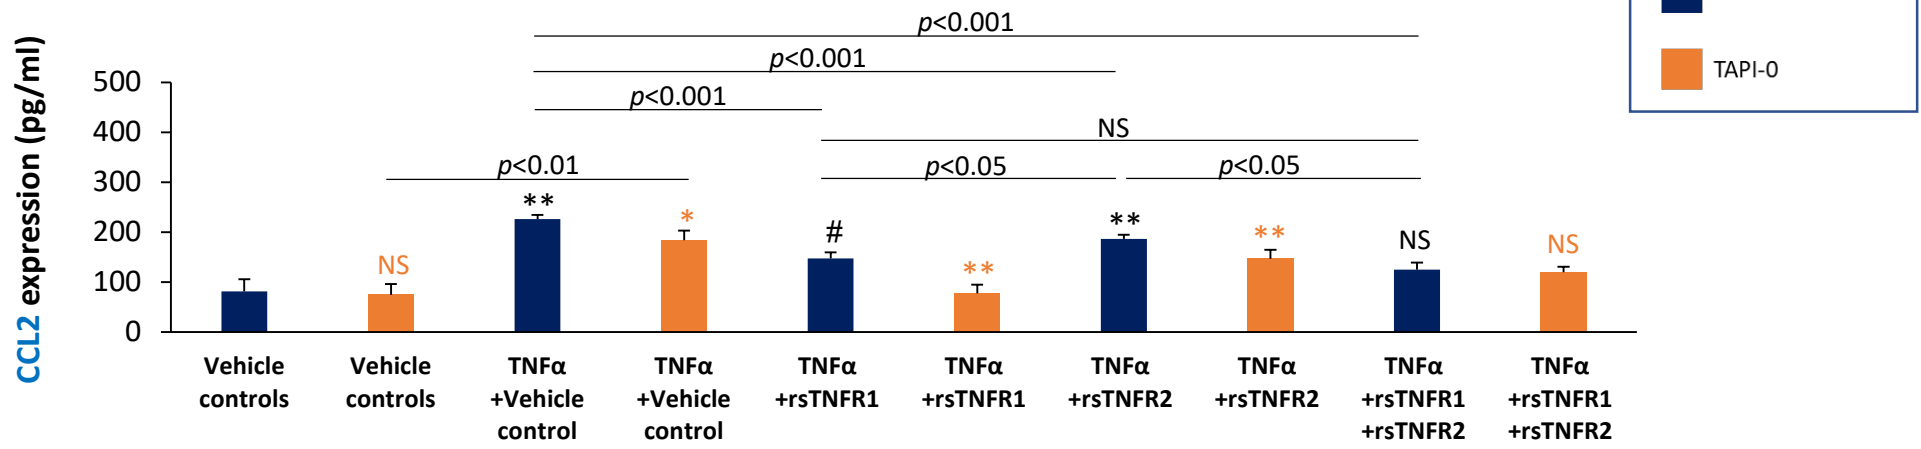 p<0.001
p<0.001
p<0.001
NS
p<0.01
p<0.05
p<0.05
TAPI-0
CCL2 expression (pg/ml)
500
400
300
200
100
0
NS
**
*
#
**
**
**
NS
NS
Vehicle
controls
Vehicle
controls
TNFα
+Vehicle
control
TNFα
+Vehicle
control
TNFα
+rsTNFR1
TNFα
+rsTNFR1
TNFα
+rsTNFR2
TNFα
+rsTNFR2
TNFα
+rsTNFR1
+rsTNFR2
TNFα
+rsTNFR1
+rsTNFR2